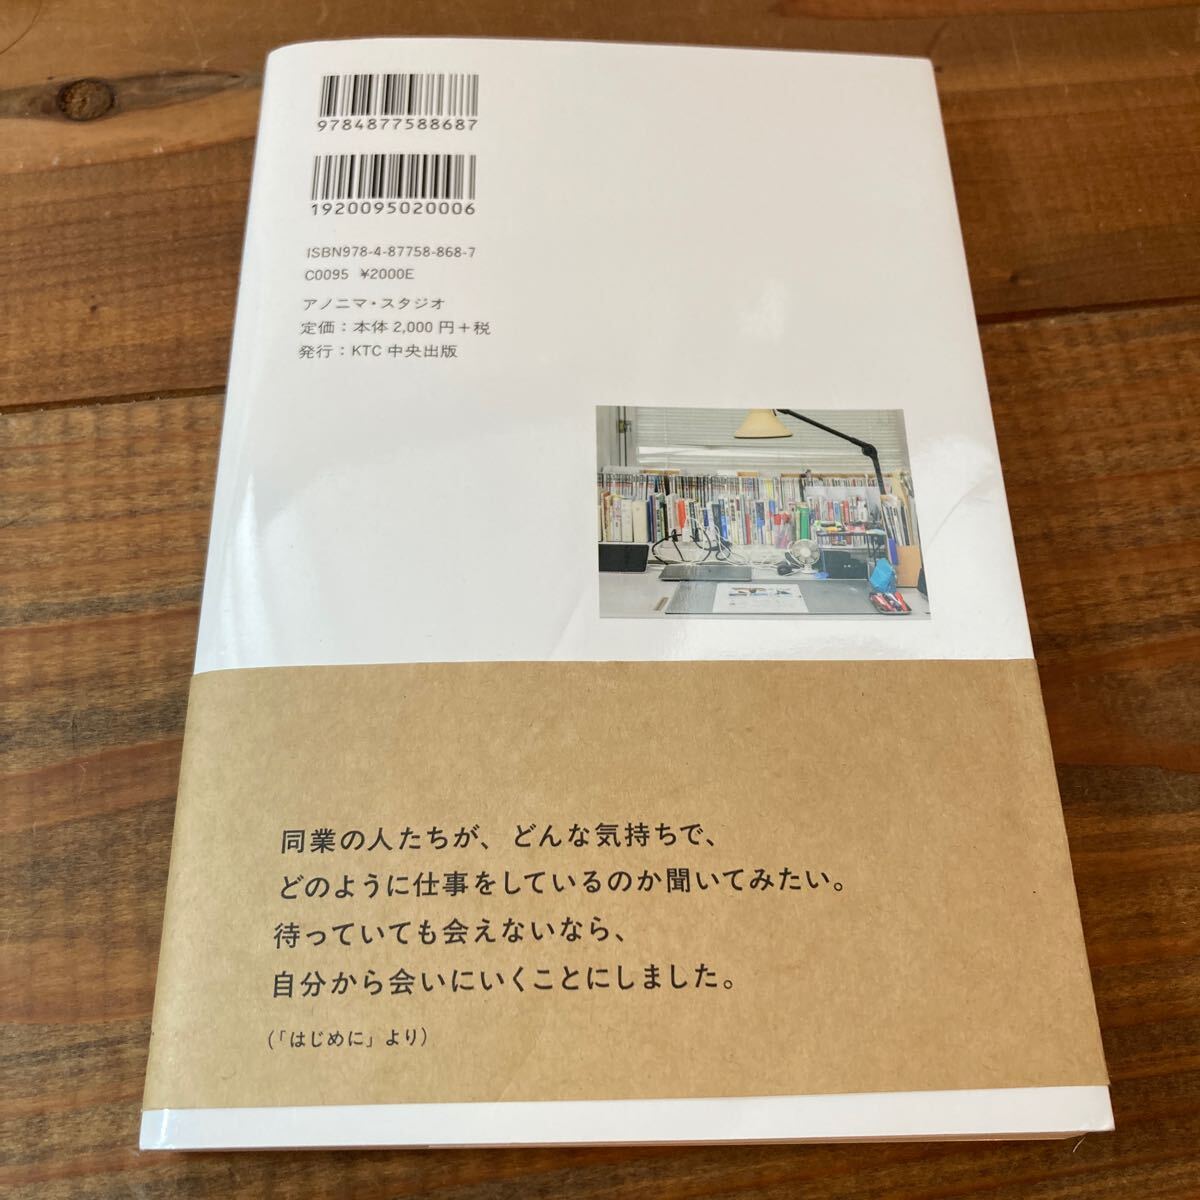 9784877588687
1920095020006
ISBN978-4-87758-868-7
C0095 ¥2000E
アノニマ・スタジオ
定価：本体2,000円＋税
発行：KTC 中央出版
同業の人たちが、どんな気持ちで、
どのように仕事をしているのか聞いてみたい。
待っていても会えないなら、
自分から会いにいくことにしました。
(「はじめに」より)